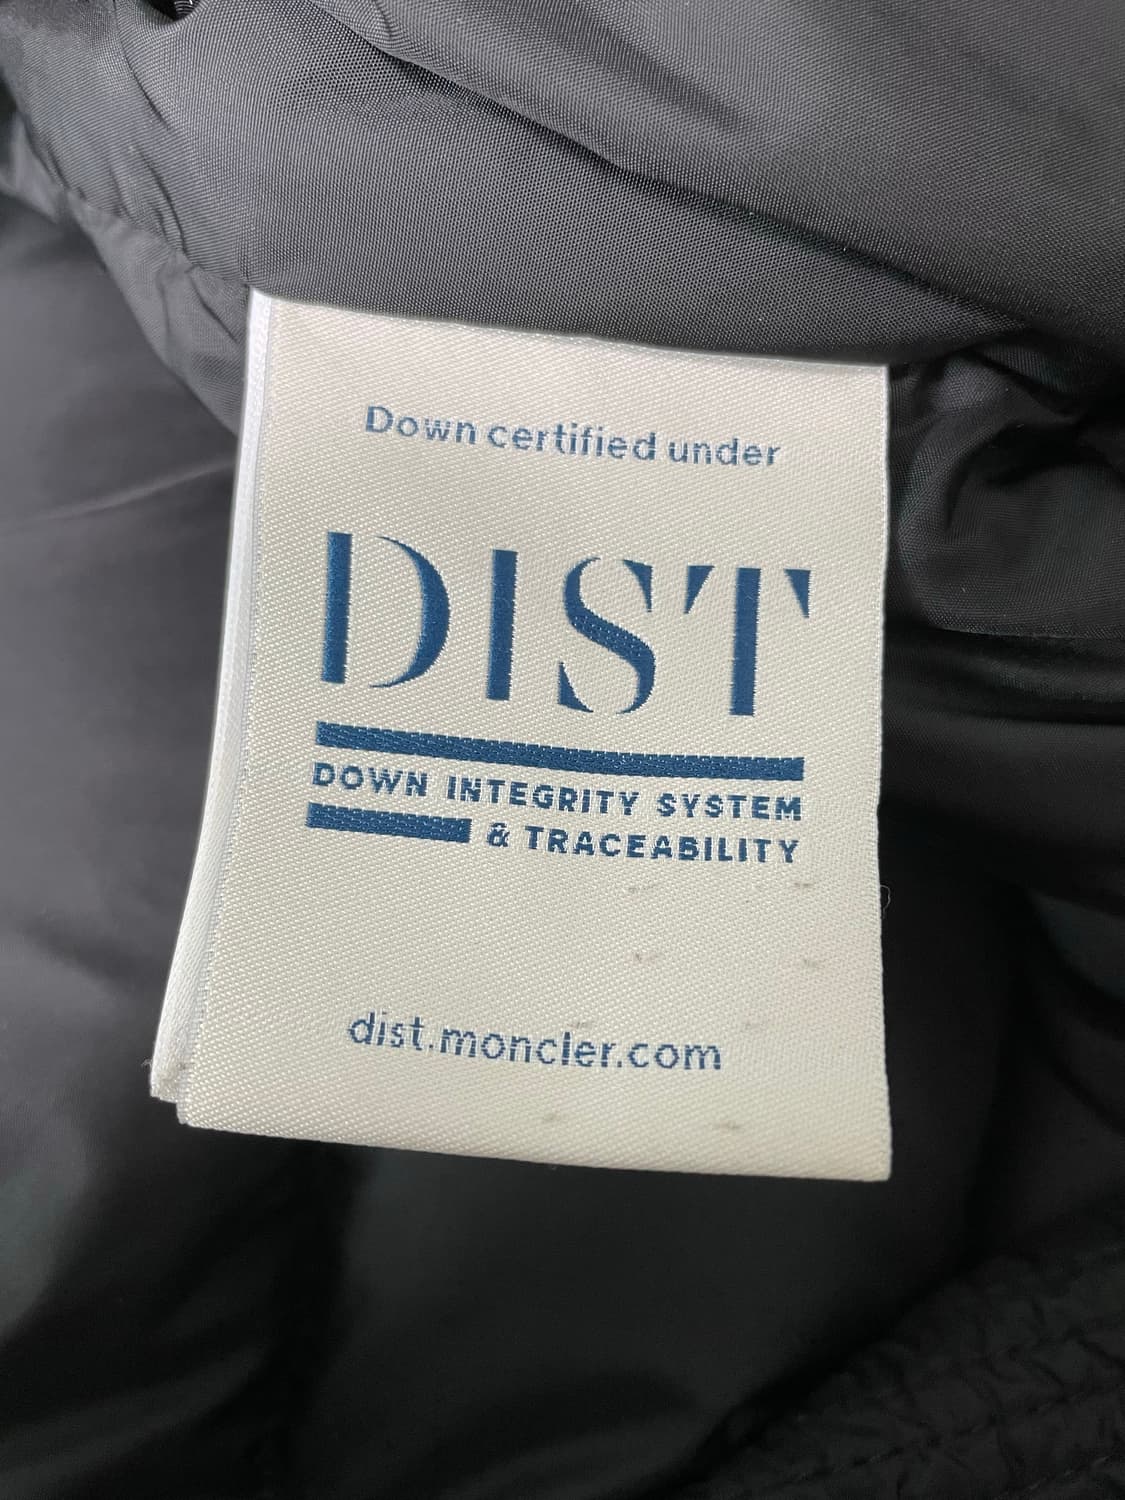 Down certified under
DIST
DOWN INTEGRITY SYSTEM
& TRACEABILITY
dist.moncler.com